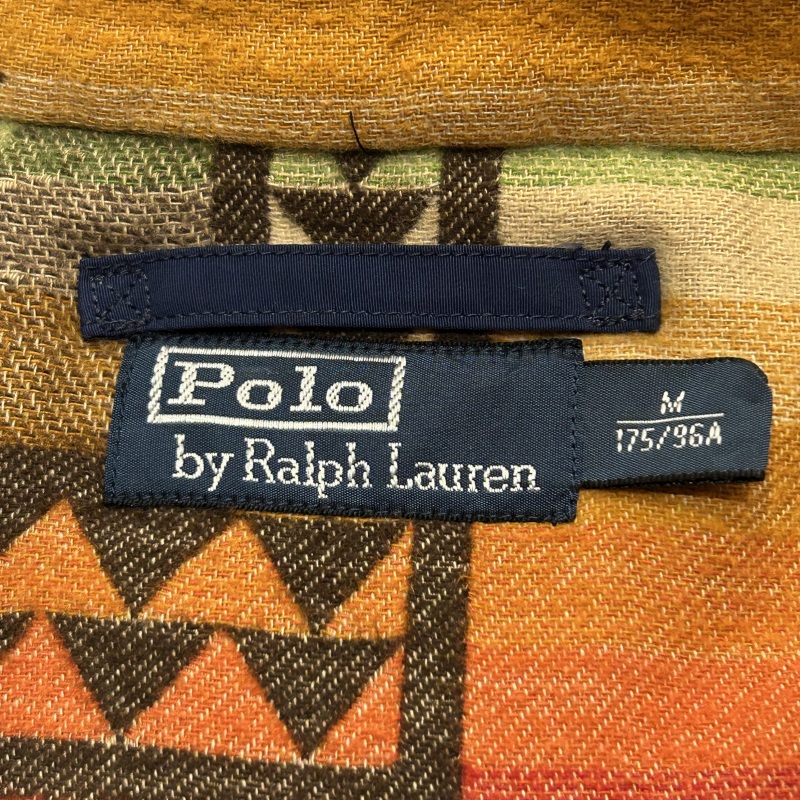 Polo
by Ralph Lauren
M
175/96A